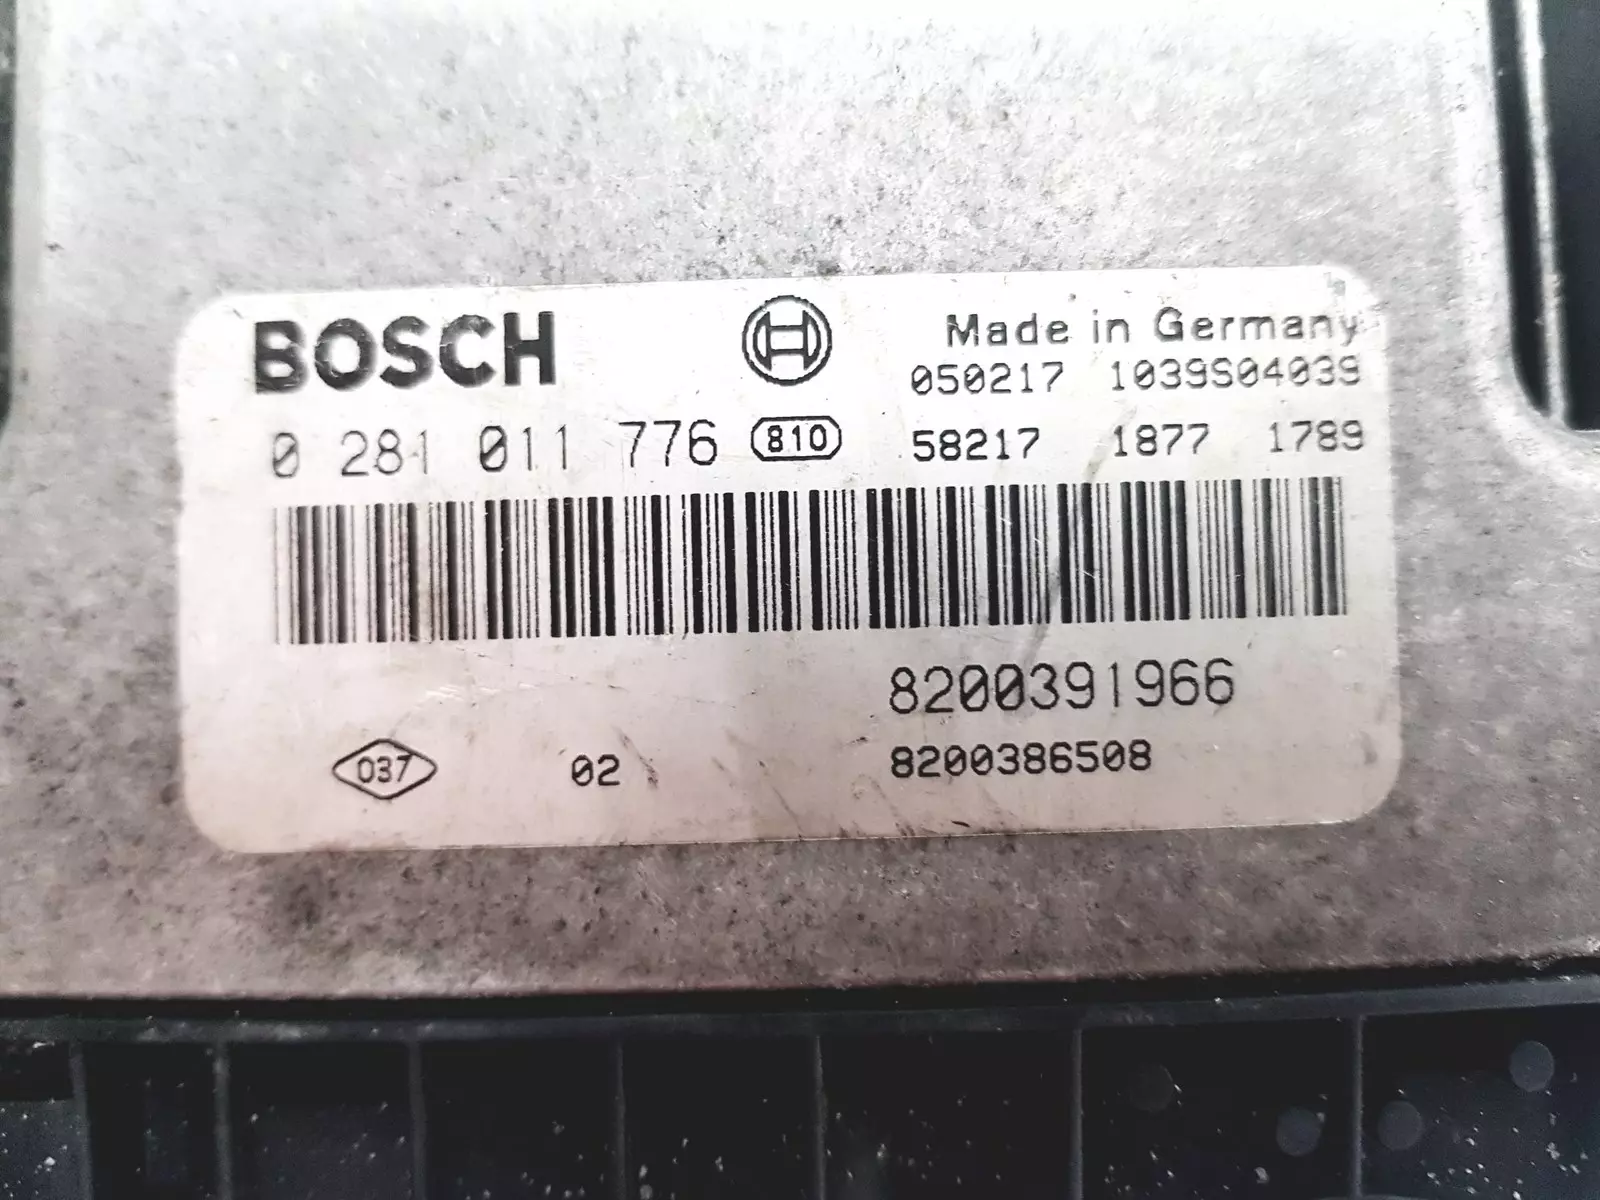 BOSCH
Made in Germany
050217 1039S04039
0 281 011 776 810 58217 1877 1789
8200391966
037 02 8200386508